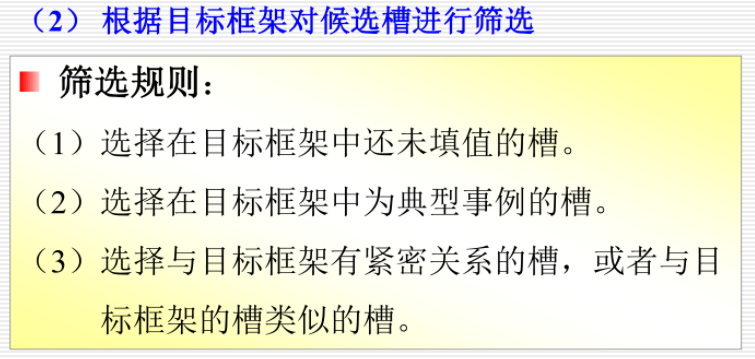 （2） 根据目标框架对候选槽进行筛选
筛选规则：
（1）选择在目标框架中还未填值的槽。
（2）选择在目标框架中为典型事例的槽。
（3）选择与目标框架有紧密关系的槽，或者与目
标框架的槽类似的槽。